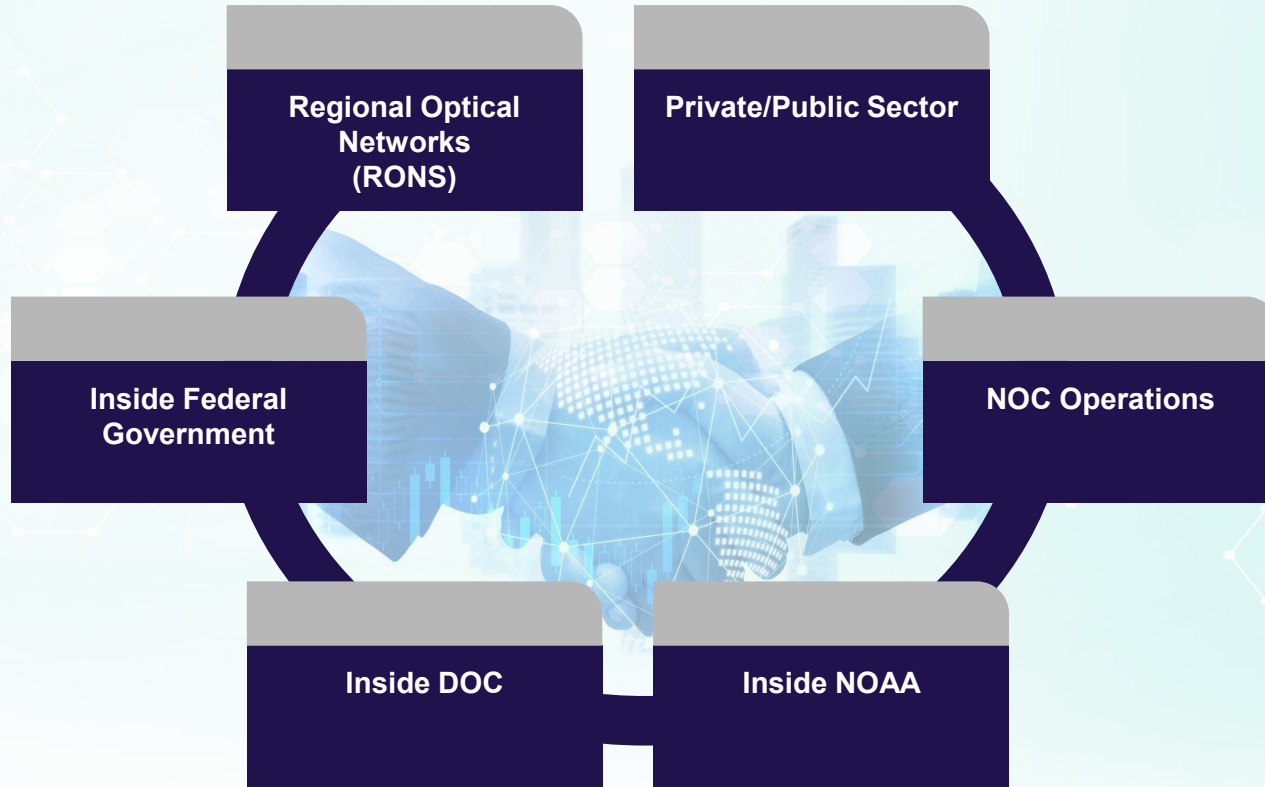 Regional Optical
Networks
(RONS)
Private/Public Sector
Inside Federal
Government
NOC Operations
Inside DOC
Inside NOAA